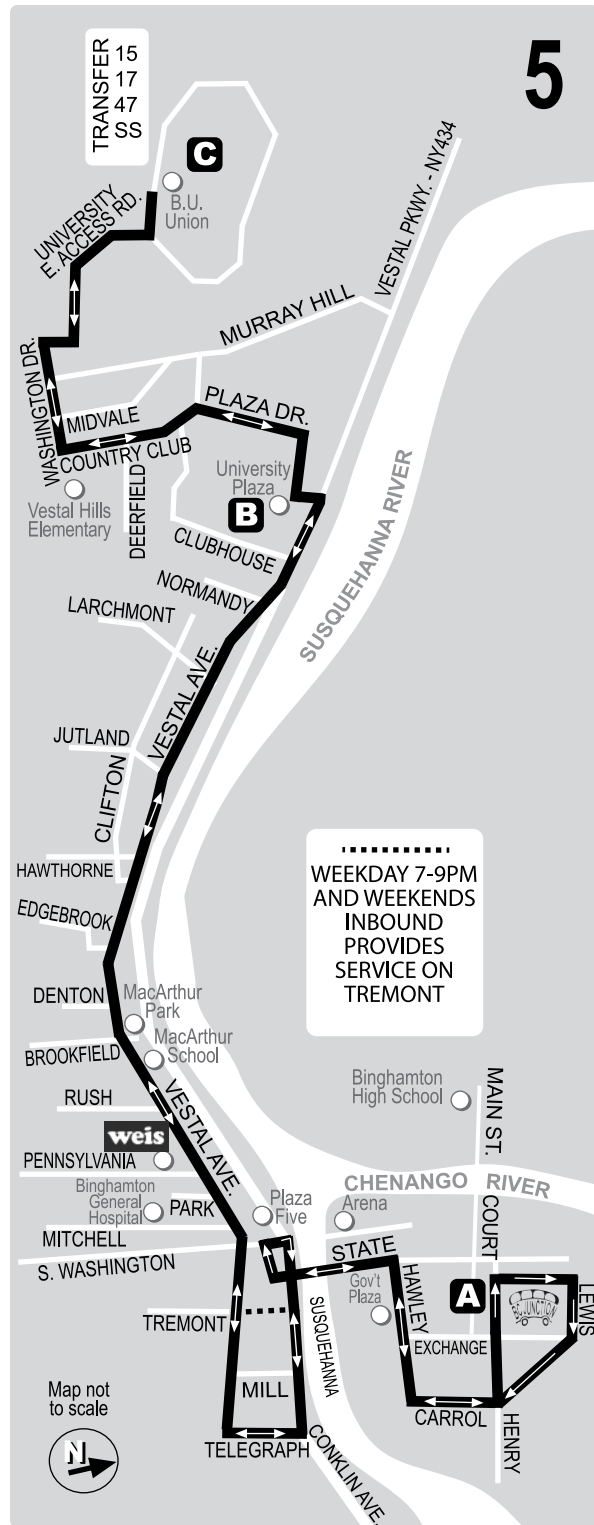 5
TRANSFER
15
17
47
SS
C
B.U.
Union
UNIVERSITY
E. ACCESS RD.
VESTAL PKWY. - NY434
MURRAY HILL
WASHINGTON DR.
PLAZA DR.
MIDVALE
COUNTRY CLUB
University
Plaza
B
Vestal Hills
Elementary
DEERFIELD
CLUBHOUSE
SUSQUEHANNA RIVER
NORMANDY
LARCHMONT
VESTAL AVE.
JUTLAND
CLIFTON
HAWTHORNE
EDGEBROOK
WEEKDAY 7-9PM
AND WEEKENDS
INBOUND
PROVIDES
SERVICE ON
TREMONT
DENTON
MacArthur
Park
BROOKFIELD
MacArthur
School
RUSH
VESTAL AVE.
weis
PENNSYLVANIA
Binghamton
General
Hospital
PARK
MITCHELL
S. WASHINGTON
Binghamton
High School
MAIN ST.
CHENANGO RIVER
Plaza
Five
Arena
STATE
COURT
Gov't
Plaza
HAWLEY
A
BC JUNCTION
LEWIS
SUSQUEHANNA
EXCHANGE
TREMONT
MILL
CARROL
HENRY
TELEGRAPH
CONKLIN AVE.
Map not
to scale
N